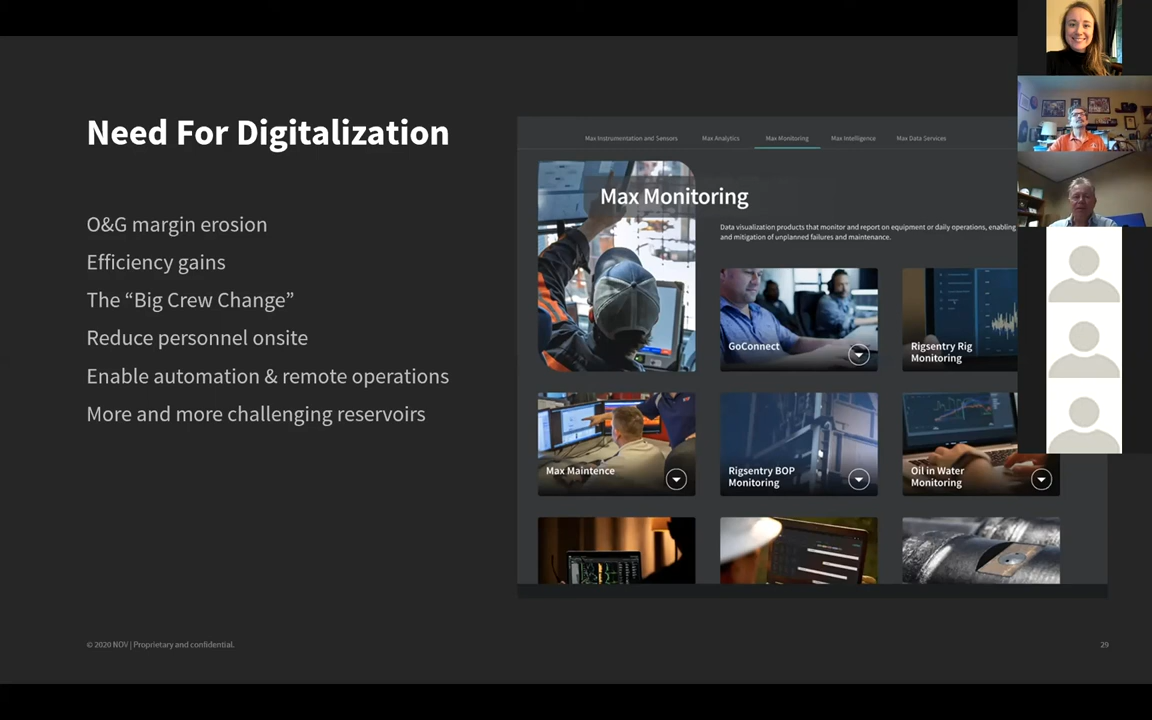 Need For Digitalization
O&G margin erosion
Efficiency gains
The “Big Crew Change”
Reduce personnel onsite
Enable automation & remote operations
More and more challenging reservoirs
Max Instrumentation and Sensors
Max Analytics
Max Monitoring
Max Intelligence
Max Data Services
Max Monitoring
Data visualization products that monitor and report on equipment or daily operations, enabling
and mitigation of unplanned failures and maintenance.
GoConnect
Rigsentry Rig
Monitoring
Max Maintence
Rigsentry BOP
Monitoring
Oil in Water
Monitoring
© 2020 NOV | Proprietary and confidential.
29